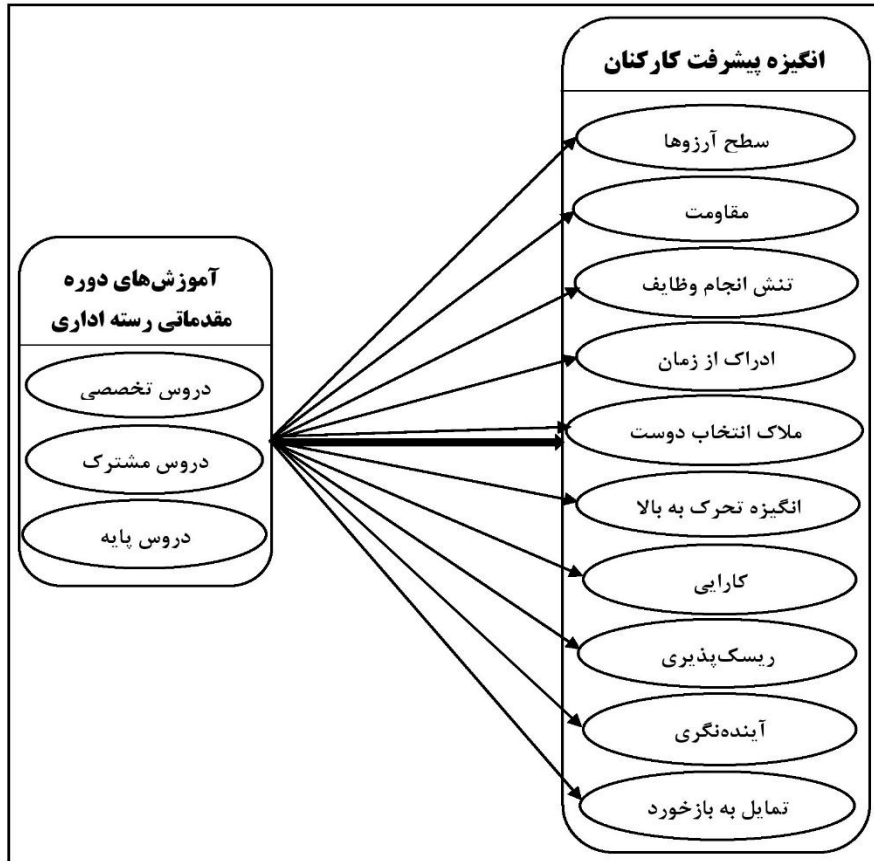 انگیزه پیشرفت کارکنان
سطح آرزوها
مقاومت
تنش انجام وظایف
ادراک از زمان
ملاک انتخاب دوست
انگیزه تحرک به بالا
کارایی
ریسک‌پذیری
آینده‌نگری
تمایل به بازخورد
آموزش‌های دوره
مقدماتی رسته اداری
دروس تخصصی
دروس مشترک
دروس پایه